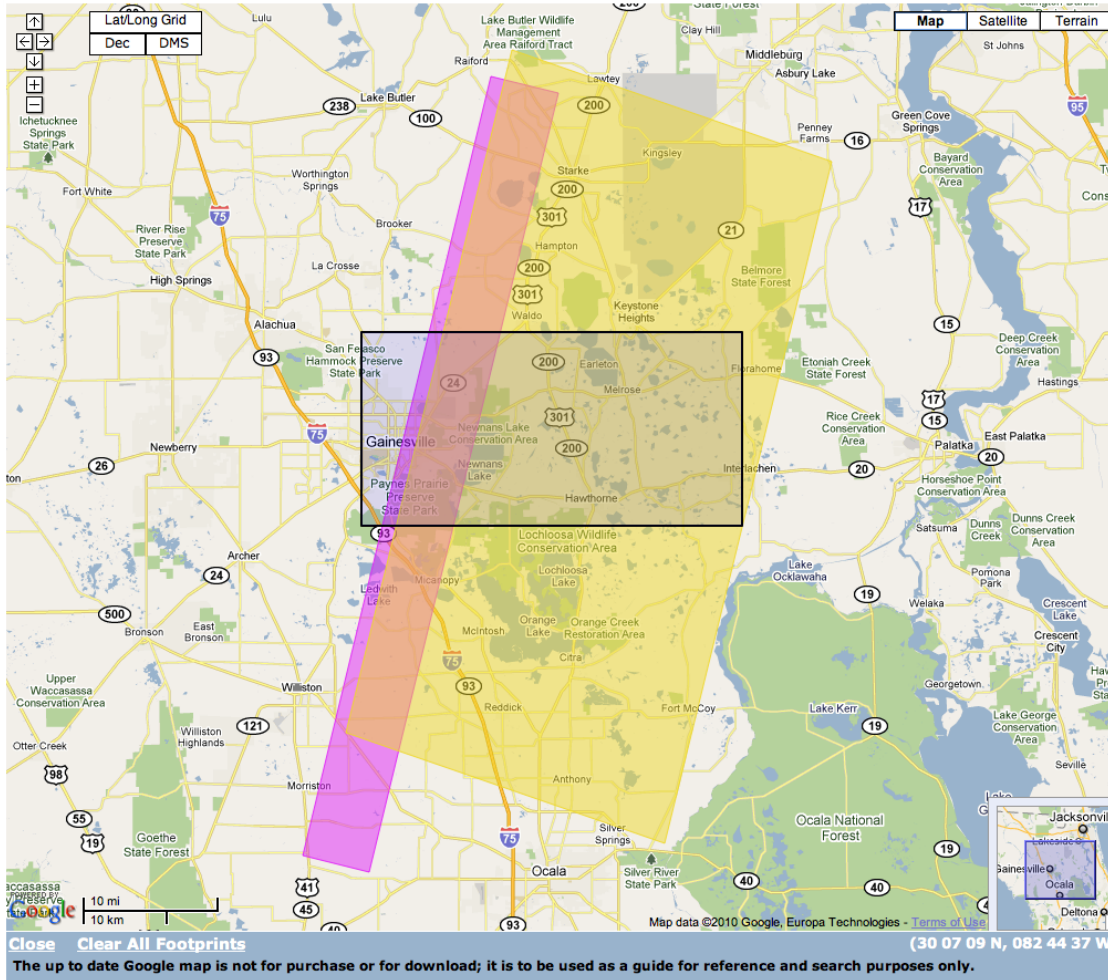 Lat/Long Grid
Dec
DMS
Map
Satellite
Terrain
Lulu
Lake Butler Wildlife
Management
Area Raiford Tract
State Forest
Clay Hill
Middleburg
St Johns
Raiford
Lawtey
Asbury Lake
95
238
Lake Butler
100
200
Ichetucknee
Springs
State Park
Green Cove
Springs
Penney
Farms
16
Kingsley
Bayard
Conservation
Area
Worthington
Springs
Starke
Fort White
200
75
301
17
Brooker
21
River Rise
Preserve
State Park
Hampton
La Crosse
200
Belmore
State Forest
High Springs
301
Keystone
Heights
Waldo
Alachua
15
San Felasco
Hammock Preserve
State Park
93
200
Earleton
Deep Creek
Conservation
Area
Florahome
Etoniah Creek
State Forest
24
Melrose
Hastings
17
15
Rice Creek
Conservation
Area
301
Newnans Lake
Conservation Area
75
Gainesville
200
East Palatka
Palatka
20
Newberry
26
Newnans
Lake
Interlachen
20
Horseshoe Point
Conservation Area
Paynes Prairie
Preserve
State Park
Hawthorne
Satsuma
Dunns
Creek
Dunns Creek
Conservation
Area
93
Lochloosa Wildlife
Conservation Area
Archer
24
Lake
Ocklawaha
Micanopy
Lochloosa
Lake
Pomona
Park
Ledwith
Lake
19
Welaka
Crescent
Lake
500
Bronson
East
Bronson
McIntosh
Orange
Lake
Orange Creek
Restoration Area
Crescent
City
75
Citra
Upper
Waccasassa
Conservation Area
Williston
93
Georgetown
Reddick
Fort McCoy
Lake Kerr
19
Lake George
Conservation
Area
121
Williston
Highlands
Otter Creek
98
Seville
Anthony
Morriston
55
19
Goethe
State Forest
75
Silver
Springs
Ocala National
Forest
19
Jacksonvil
Lakeside
Gainesville
Ocala
Deltona
Ocala
Silver River
State Park
41
45
40
40
93
POWERED BY
Google
10 mi
10 km
Map data ©2010 Google, Europa Technologies - Terms of Use
Close
Clear All Footprints
(30 07 09 N, 082 44 37 W
The up to date Google map is not for purchase or for download; it is to be used as a guide for reference and search purposes only.